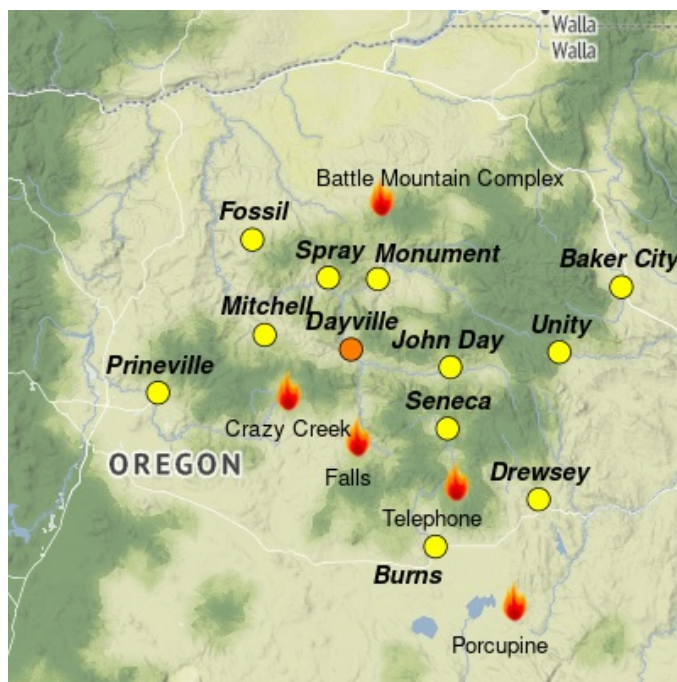 Walla
Walla
Battle Mountain Complex
Fossil
Spray
Monument
Baker City
Mitchell
Dayville
John Day
Unity
Prineville
Seneca
Crazy Creek
OREGON
Falls
Drewsey
Telephone
Burns
Porcupine